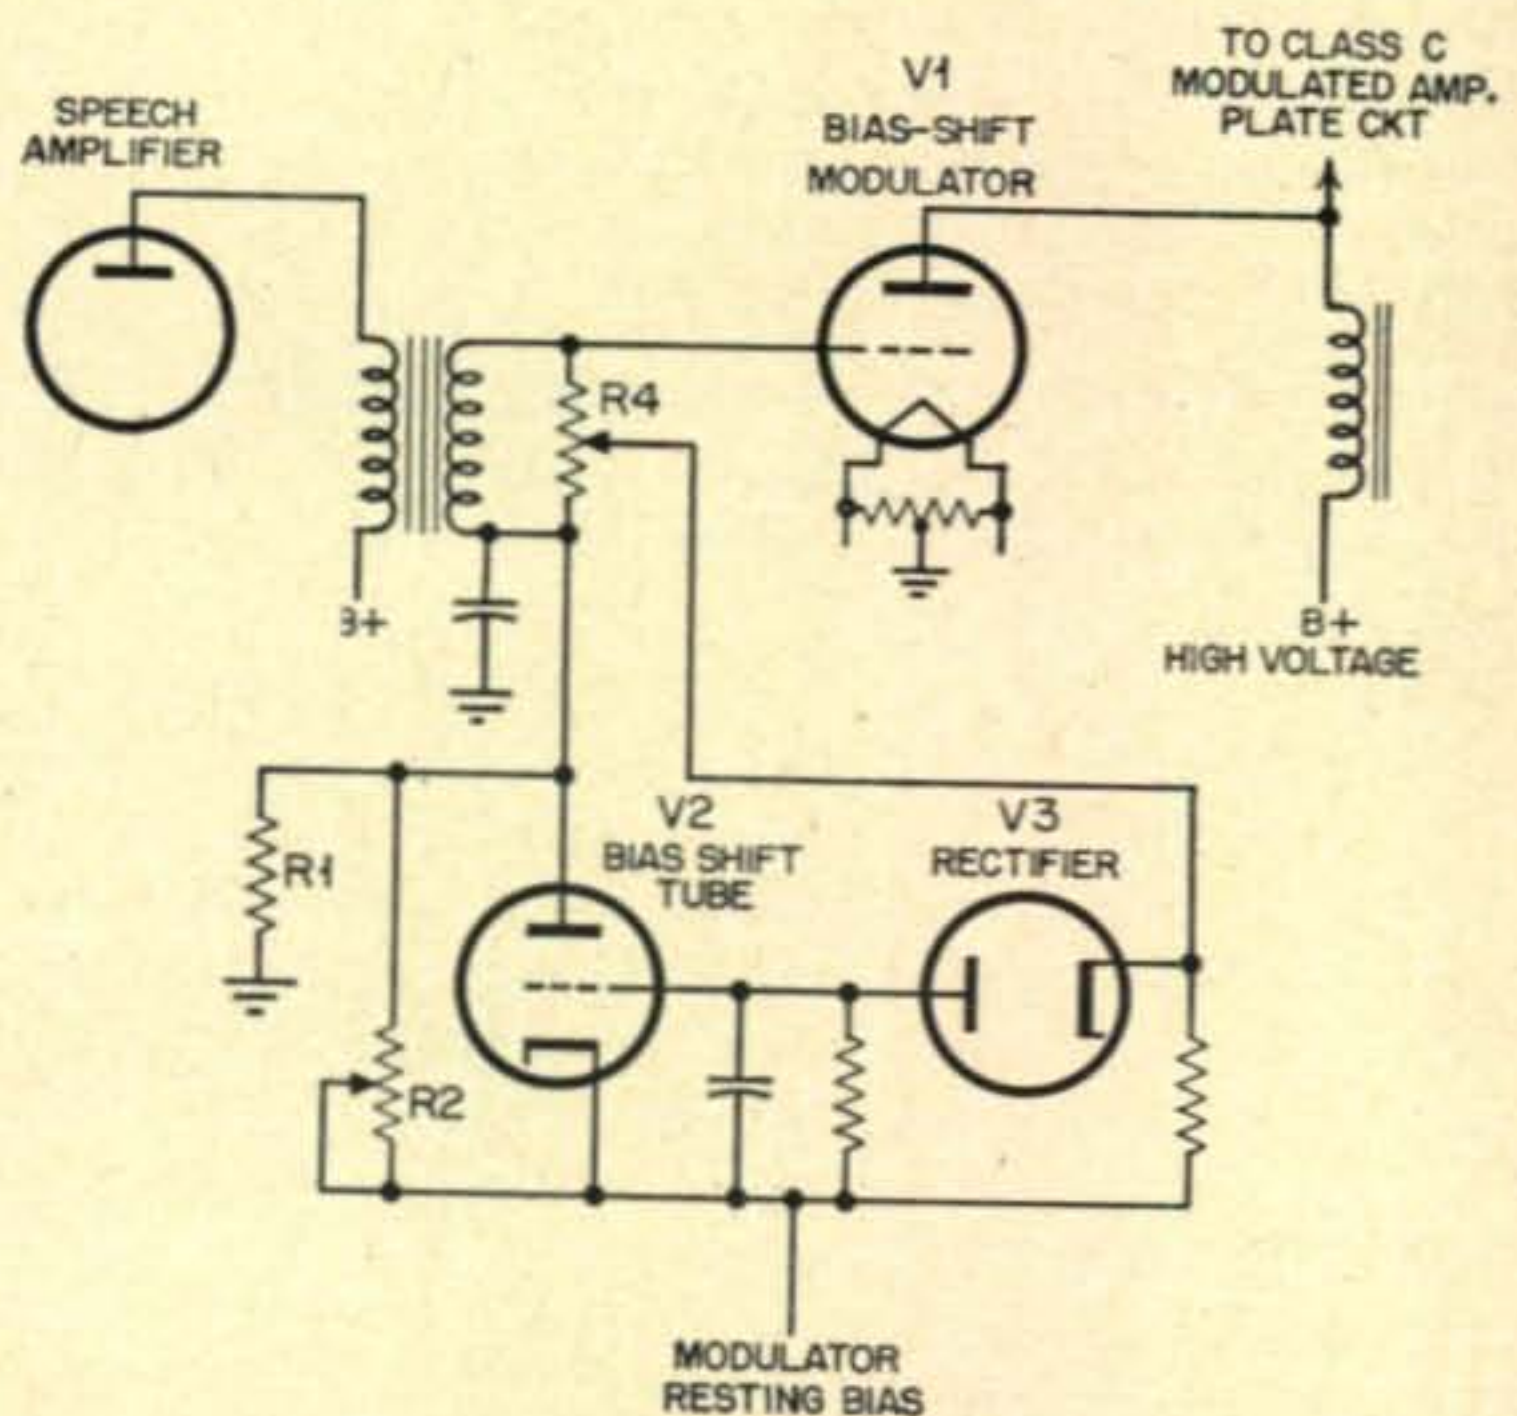 SPEECH
AMPLIFIER
V1
BIAS-SHIFT
MODULATOR
TO CLASS C
MODULATED AMP.
PLATE CKT
R4
B+
B+
HIGH VOLTAGE
R1
V2
BIAS SHIFT
TUBE
V3
RECTIFIER
R2
MODULATOR
RESTING BIAS